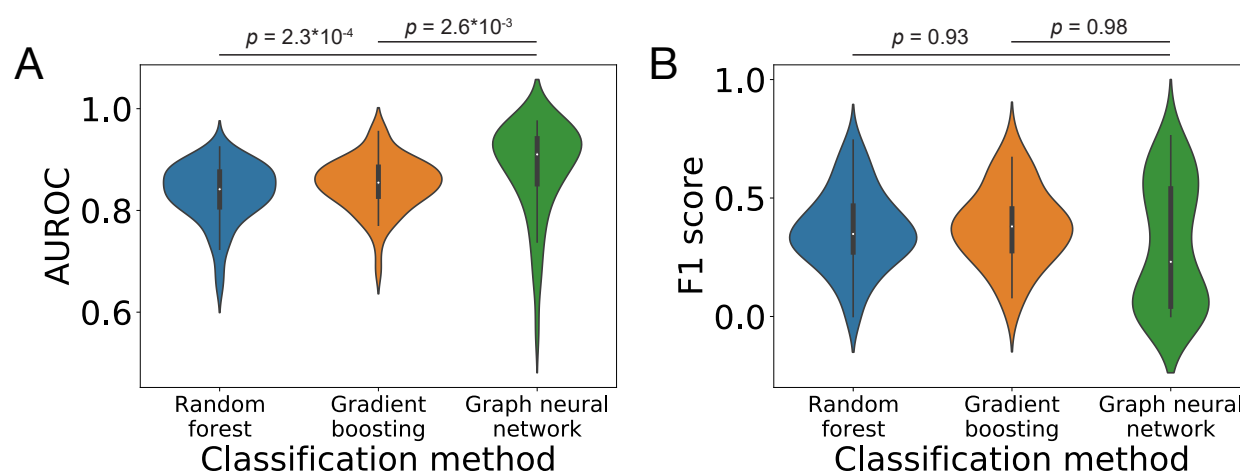 p = 2.3*10-4
p = 2.6*10-3
A
1.0
0.8
0.6
AUROC
Random
forest
Gradient
boosting
Graph neural
network
Classification method
p = 0.93
p = 0.98
B
1.0
0.5
0.0
F1 score
Random
forest
Gradient
boosting
Graph neural
network
Classification method